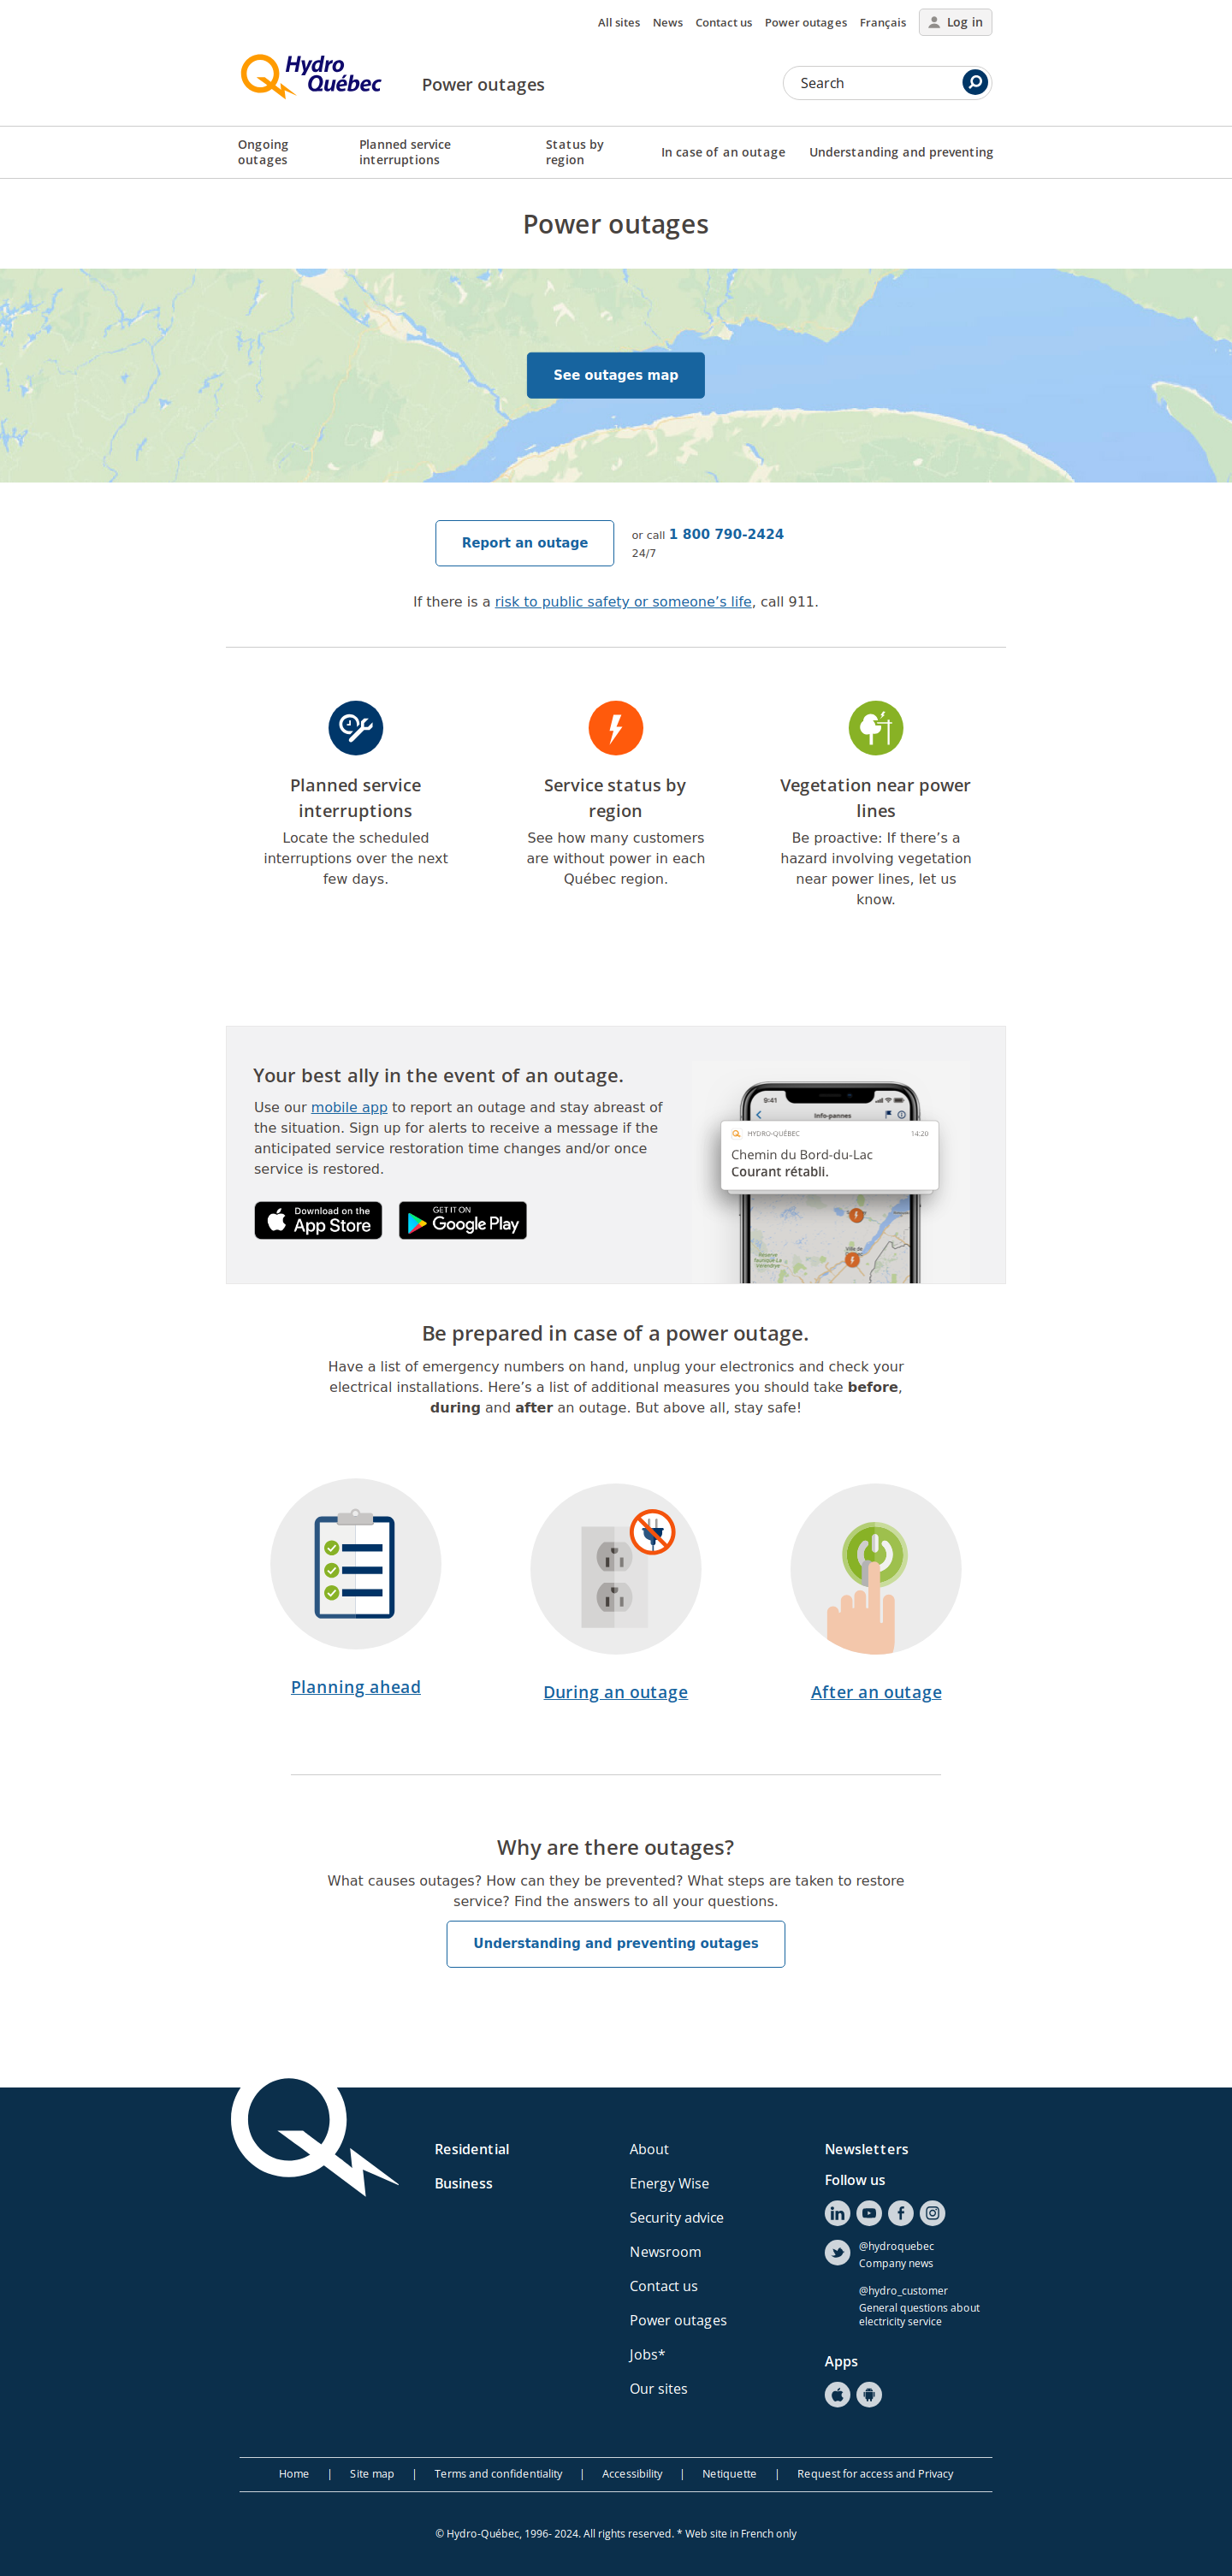 All sites News Contact us Power outages Français Log in
Hydro
Québec
Power outages
Search
Ongoing
outages
Planned service
interruptions
Status by
region
In case of an outage
Understanding and preventing
Power outages
See outages map
Report an outage
or call 1 800 790-2424
24/7
If there is a risk to public safety or someone’s life, call 911.
Planned service
interruptions
Locate the scheduled
interruptions over the next
few days.
Service status by
region
See how many customers
are without power in each
Québec region.
Vegetation near power
lines
Be proactive: If there’s a
hazard involving vegetation
near power lines, let us
know.
Your best ally in the event of an outage.
Use our mobile app to report an outage and stay abreast of
the situation. Sign up for alerts to receive a message if the
anticipated service restoration time changes and/or once
service is restored.
Download on the
App Store
GET IT ON
Google Play
9:41
Info-pannes
HYDRO-QUÉBEC 14:20
Chemin du Bord-du-Lac
Courant rétabli.
Be prepared in case of a power outage.
Have a list of emergency numbers on hand, unplug your electronics and check your
electrical installations. Here’s a list of additional measures you should take before,
during and after an outage. But above all, stay safe!
Planning ahead
During an outage
After an outage
Why are there outages?
What causes outages? How can they be prevented? What steps are taken to restore
service? Find the answers to all your questions.
Understanding and preventing outages
Residential
Business
About
Energy Wise
Security advice
Newsroom
Contact us
Power outages
Jobs*
Our sites
Newsletters
Follow us
@hydroquebec
Company news
@hydro_customer
General questions about
electricity service
Apps
Home | Site map | Terms and confidentiality | Accessibility | Netiquette | Request for access and Privacy
© Hydro-Québec, 1996- 2024. All rights reserved. * Web site in French only